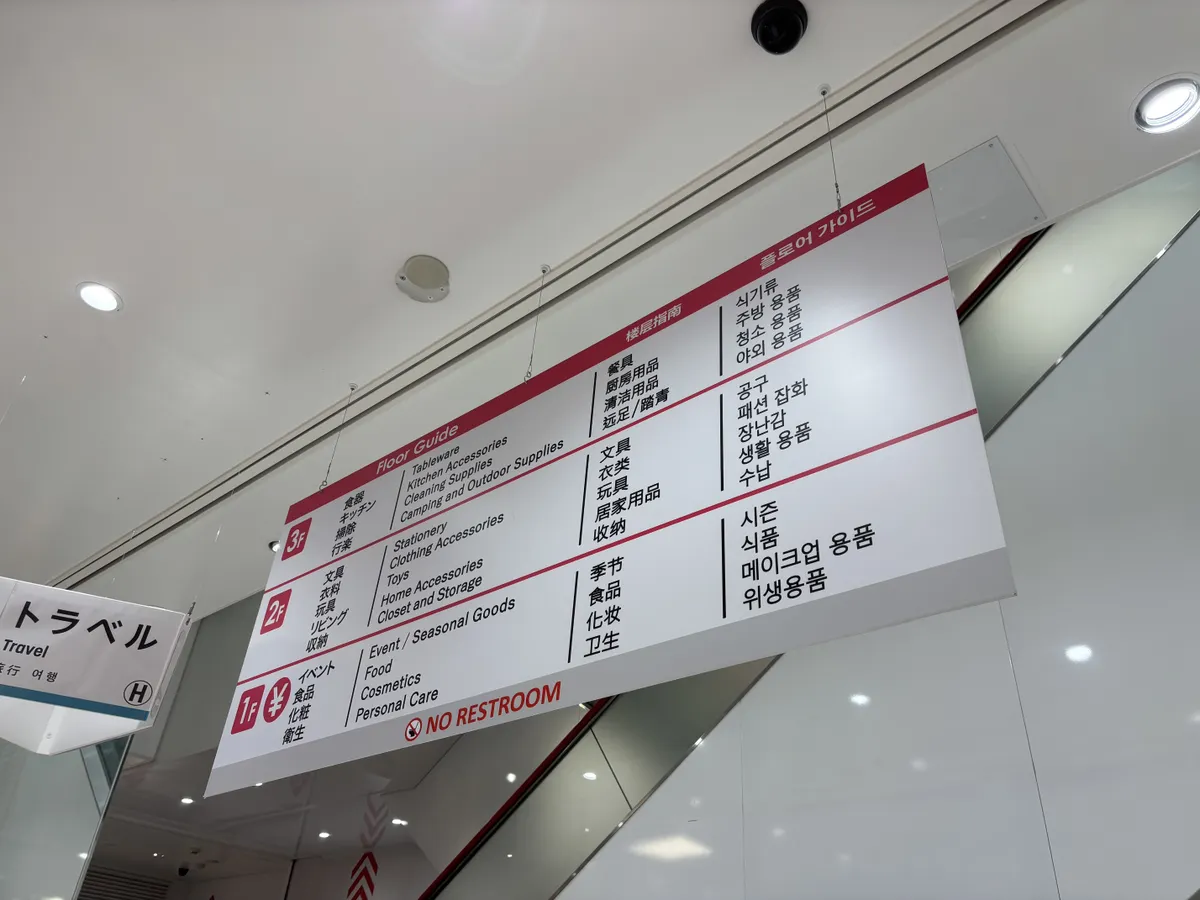 Floor Guide
楼层指南
플로어 가이드
3F
食器
キッチン
掃除
行楽
Tableware
Kitchen Accessories
Cleaning Supplies
Camping and Outdoor Supplies
餐具
厨房用品
清洁用品
远足/踏青
식기류
주방 용품
청소 용품
야외 용품
2F
文具
衣料
玩具
リビング
収納
Stationery
Clothing Accessories
Toys
Home Accessories
Closet and Storage
文具
衣类
玩具
居家用品
收纳
공구
패션 잡화
장난감
생활 용품
수납
1F ¥
イベント
食品
化粧
衛生
Event / Seasonal Goods
Food
Cosmetics
Personal Care
季节
食品
化妆
卫生
시즌
식품
메이크업 용품
위생용품
NO RESTROOM
トラベル
Travel
旅行 여행
H